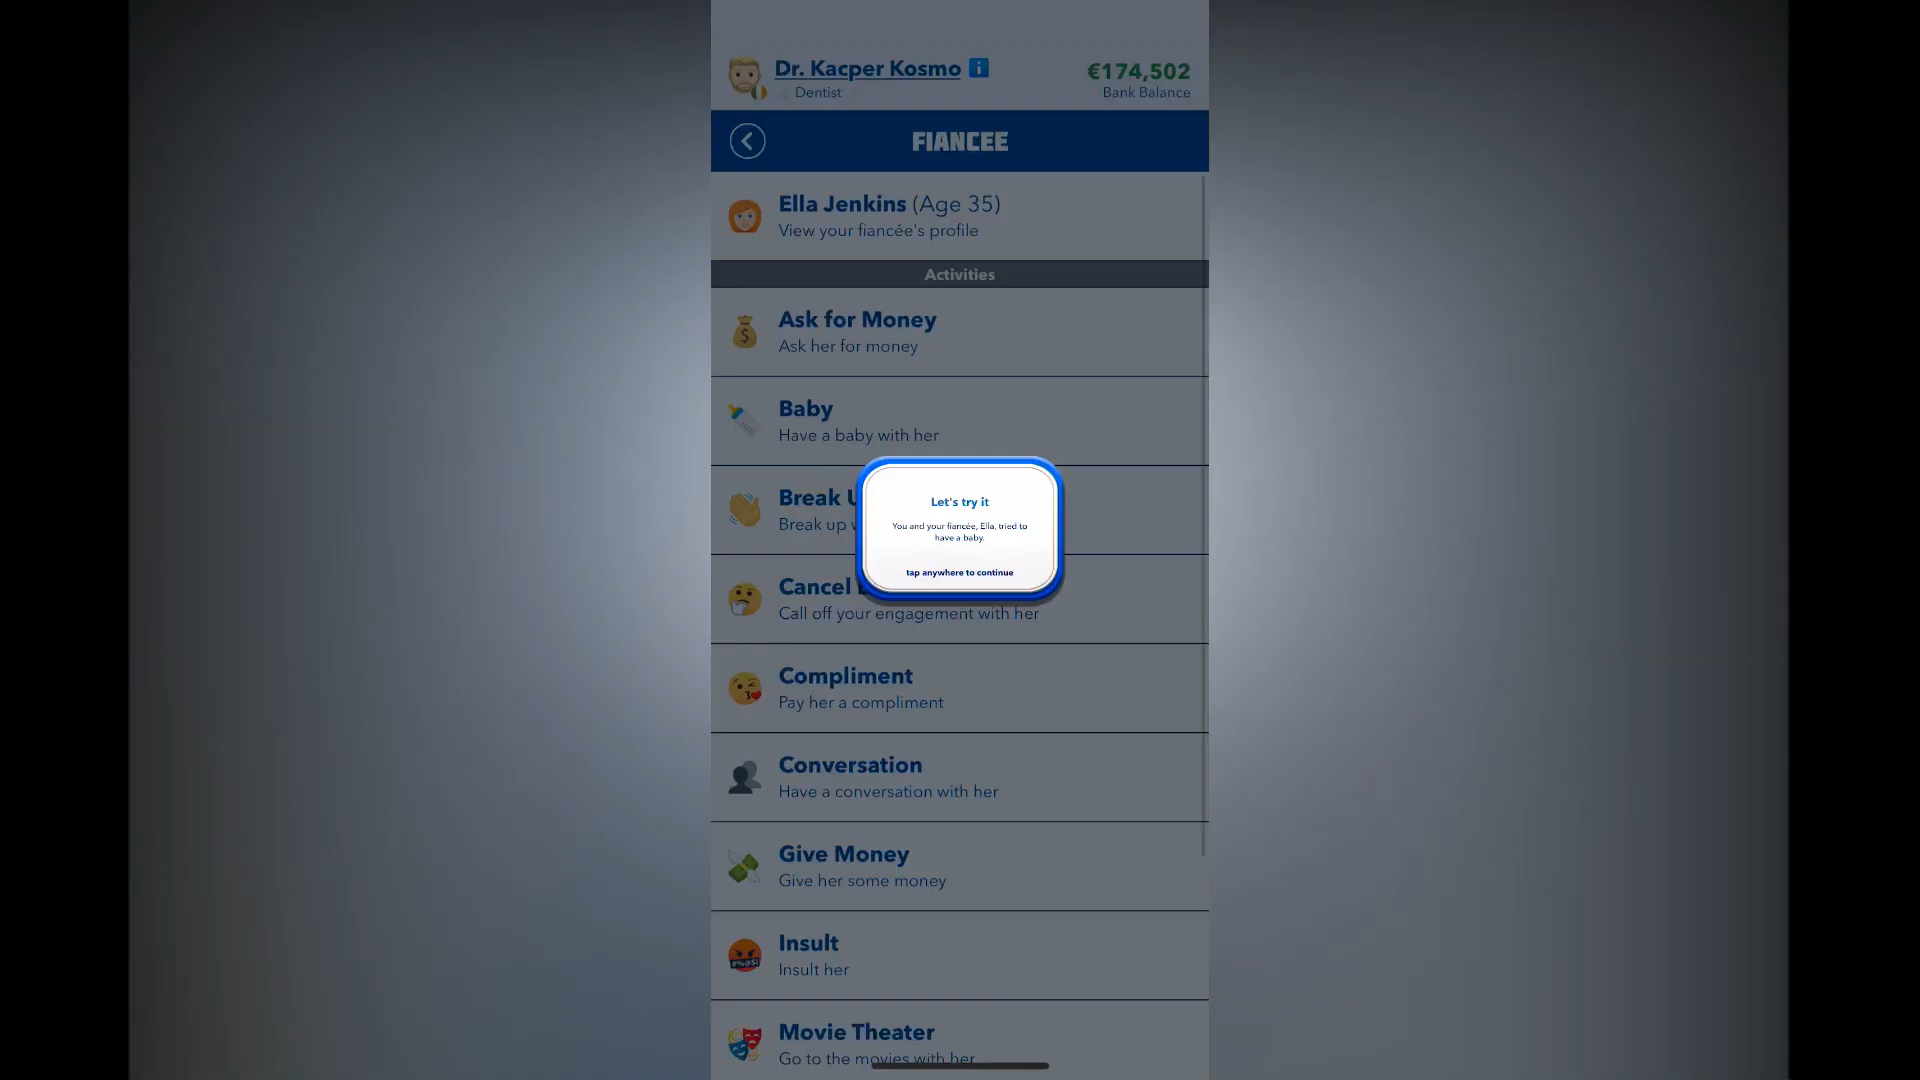 Dr. Kacper Kosmo
€174,502
Dentist
Bank Balance
FIANCEE
Ella Jenkins (Age 35)
View your fiancée's profile
Activities
Ask for Money
Ask her for money
Baby
Have a baby with her
Break
Break up
Let's try it
You and your fiancée, Ella, tried to
have a baby.
tap anywhere to continue
Cancel
Call off your engagement with her
Compliment
Pay her a compliment
Conversation
Have a conversation with her
Give Money
Give her some money
Insult
Insult her
Movie Theater
Go to the movies with her